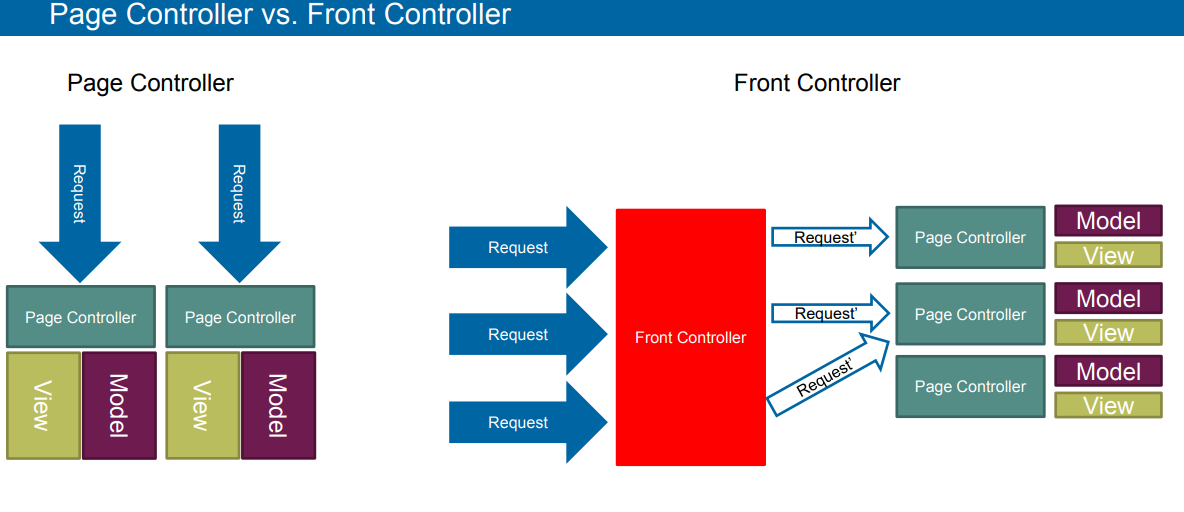 Page Controller vs. Front Controller
Page Controller
Request
Request
Page Controller
Page Controller
View
Model
View
Model
Front Controller
Request
Request
Request
Front Controller
Request’
Request’
Request’
Page Controller
Model
View
Page Controller
Model
View
Page Controller
Model
View